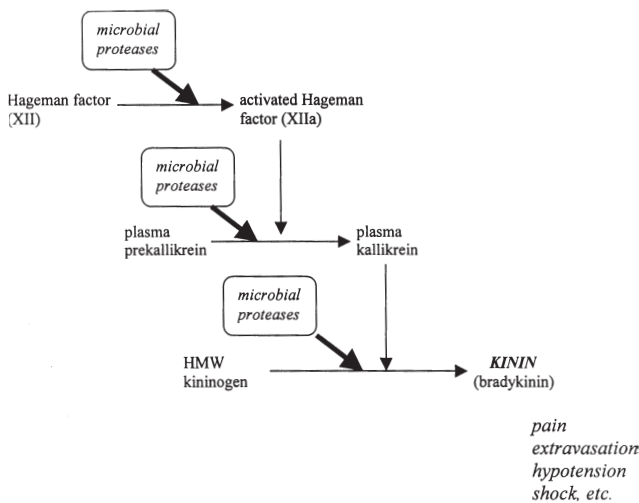 microbial
proteases
Hageman factor
(XII)
activated Hageman
factor (XIIa)
microbial
proteases
plasma
prekallikrein
plasma
kallikrein
microbial
proteases
HMW
kininogen
KININ
(bradykinin)
pain
extravasation
hypotension
shock, etc.